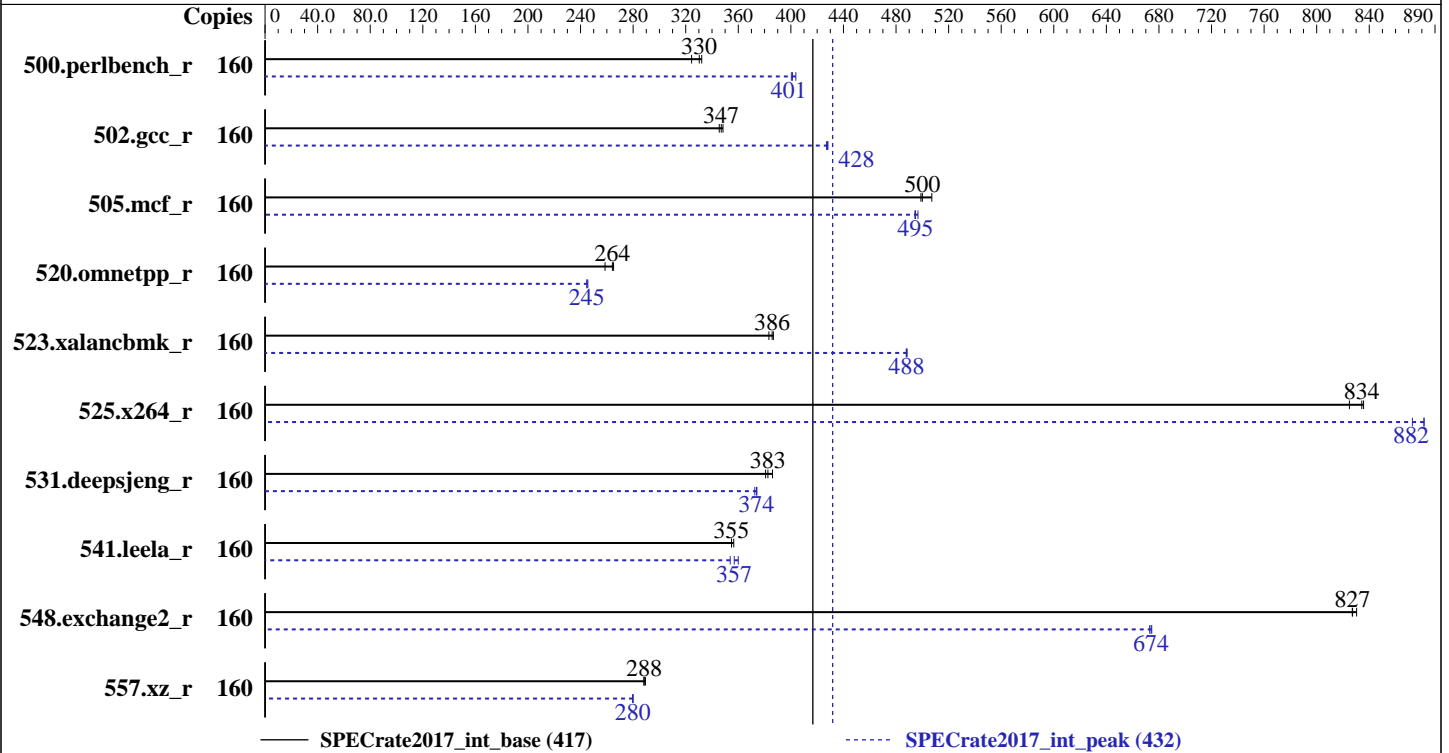 Copies 0 40.0 80.0 120 160 200 240 280 320 360 400 440 480 520 560 600 640 680 720 760 800 840 890
500.perlbench_r 160 330
401
502.gcc_r 160 347
428
505.mcf_r 160 500
495
520.omnetpp_r 160 264
245
523.xalancbmk_r 160 386
488
525.x264_r 160 834
882
531.deepsjeng_r 160 383
374
541.leela_r 160 355
357
548.exchange2_r 160 827
674
557.xz_r 160 288
280
SPECrate2017_int_base (417) SPECrate2017_int_peak (432)